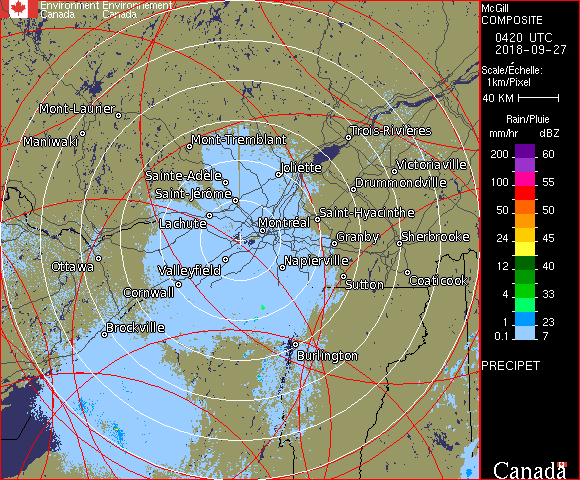 Environment Environnement
Canada Canada
McGill
COMPOSITE
0420 UTC
2018-09-27
Scale/Échelle:
1km/Pixel
40 KM
Rain/Pluie
mm/hr dBZ
200 60
100 55
50 50
24 45
12 40
4 33
1 23
0.1 7
PRECIPET
Canada
Mont-Laurier
Maniwaki
Mont-Tremblant
Trois-Rivières
Sainte-Adèle
Joliette
Victoriaville
Saint-Jérôme
Drummondville
Lachute
Montréal
Saint-Hyacinthe
Granby
Sherbrooke
Ottawa
Valleyfield
Napierville
Cornwall
Sutton
Coaticook
Brockville
Burlington